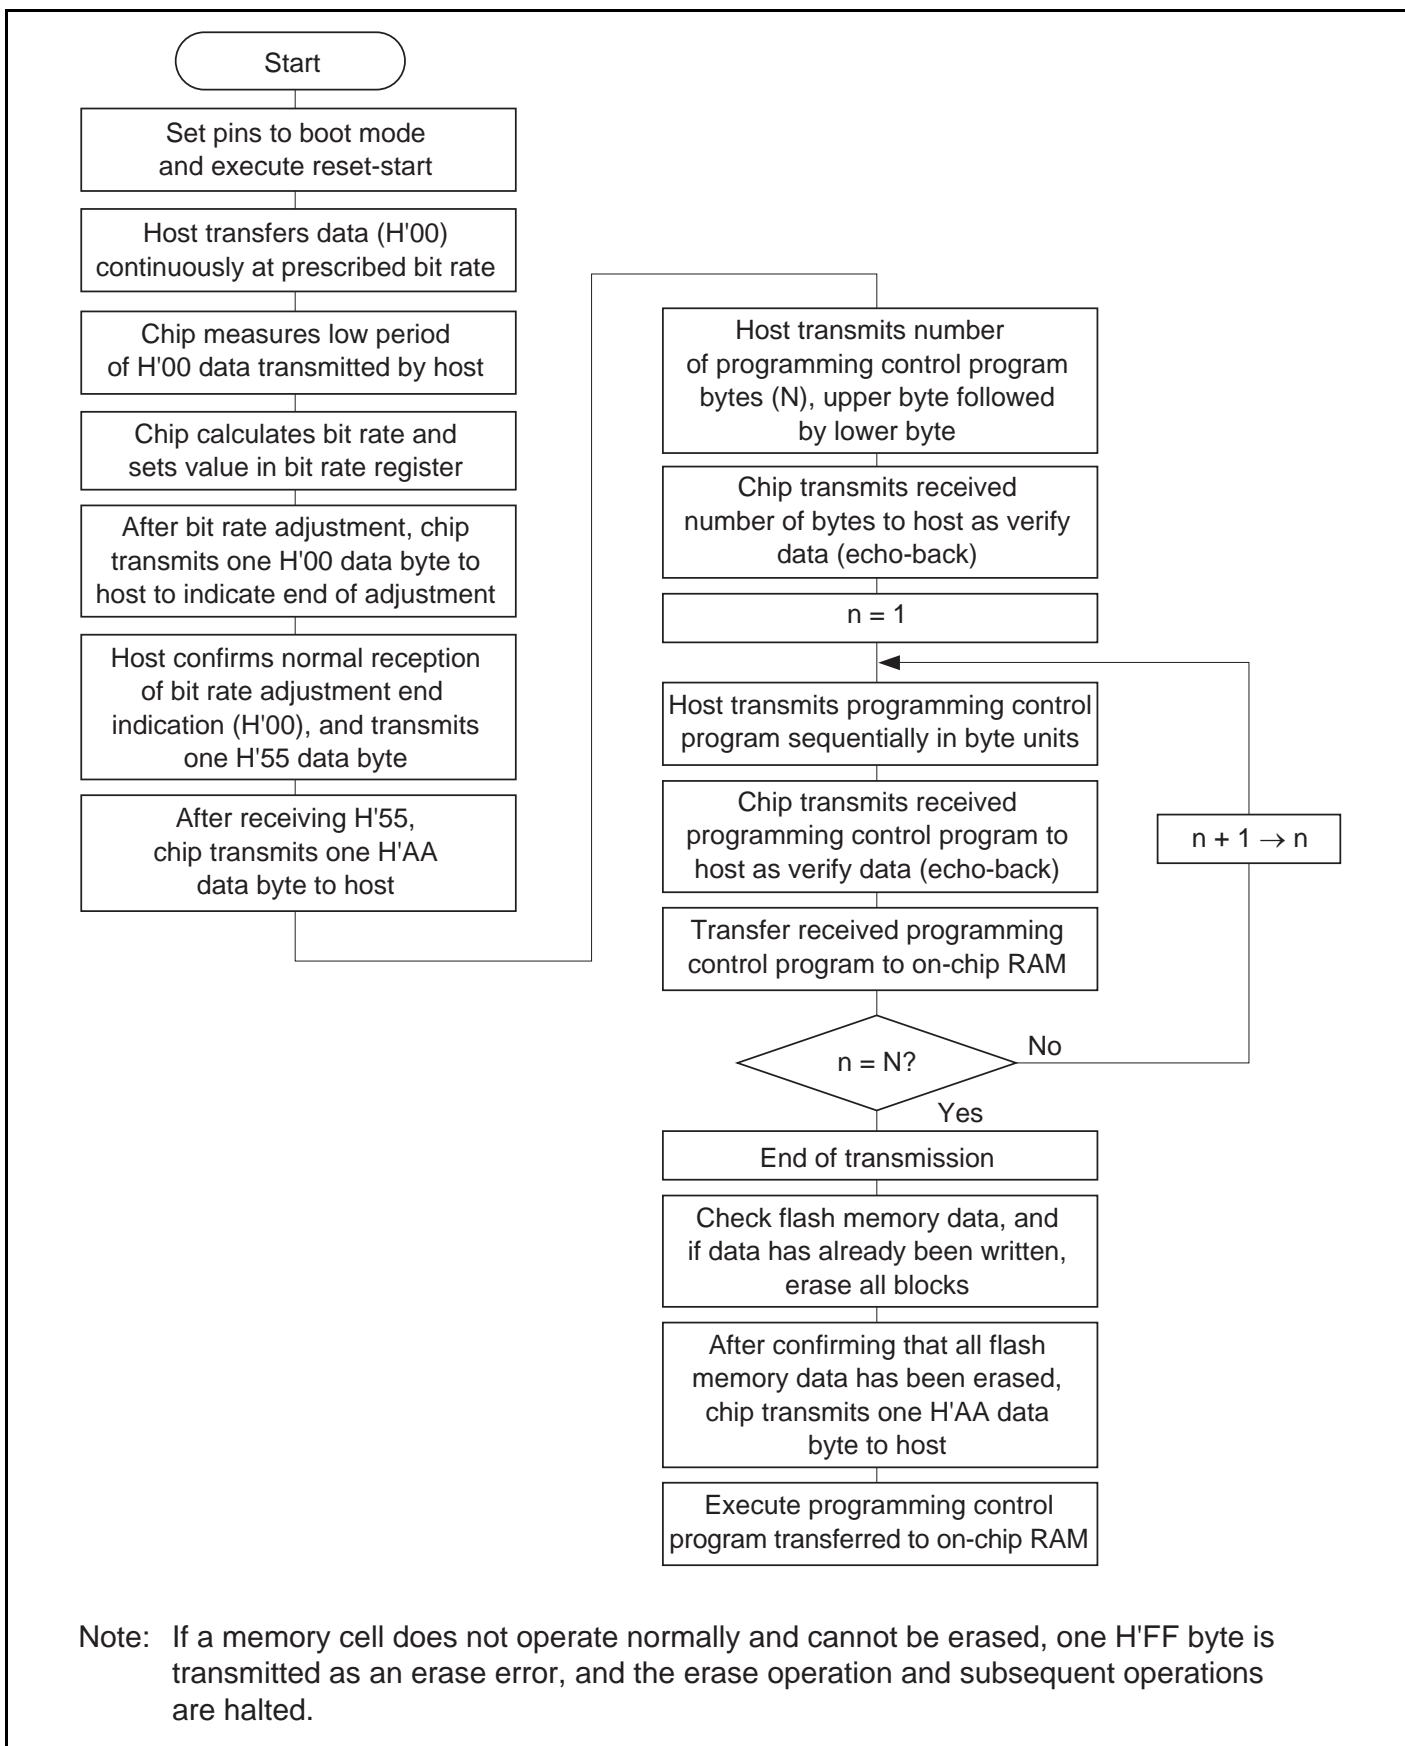 Start
Set pins to boot mode
and execute reset-start
Host transfers data (H'00)
continuously at prescribed bit rate
Chip measures low period
of H'00 data transmitted by host
Chip calculates bit rate and
sets value in bit rate register
After bit rate adjustment, chip
transmits one H'00 data byte to
host to indicate end of adjustment
Host confirms normal reception
of bit rate adjustment end
indication (H'00), and transmits
one H'55 data byte
After receiving H'55,
chip transmits one H'AA
data byte to host
Host transmits number
of programming control program
bytes (N), upper byte followed
by lower byte
Chip transmits received
number of bytes to host as verify
data (echo-back)
n = 1
Host transmits programming control
program sequentially in byte units
Chip transmits received
programming control program to
host as verify data (echo-back)
n + 1 → n
Transfer received programming
control program to on-chip RAM
n = N?
No
Yes
End of transmission
Check flash memory data, and
if data has already been written,
erase all blocks
After confirming that all flash
memory data has been erased,
chip transmits one H'AA data
byte to host
Execute programming control
program transferred to on-chip RAM
Note: If a memory cell does not operate normally and cannot be erased, one H'FF byte is
transmitted as an erase error, and the erase operation and subsequent operations
are halted.